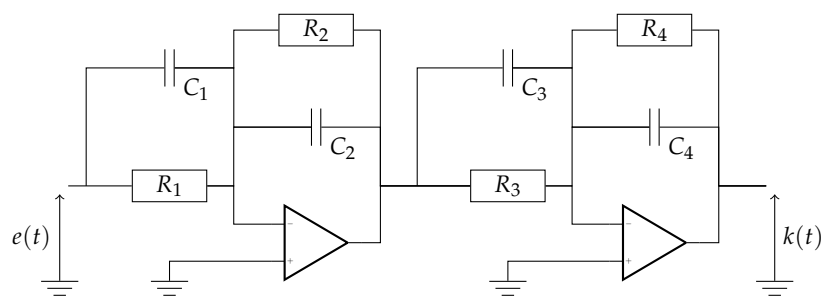 R2
R4
C1
C3
C2
C4
R1
R3
e(t)
k(t)
-
+
-
+